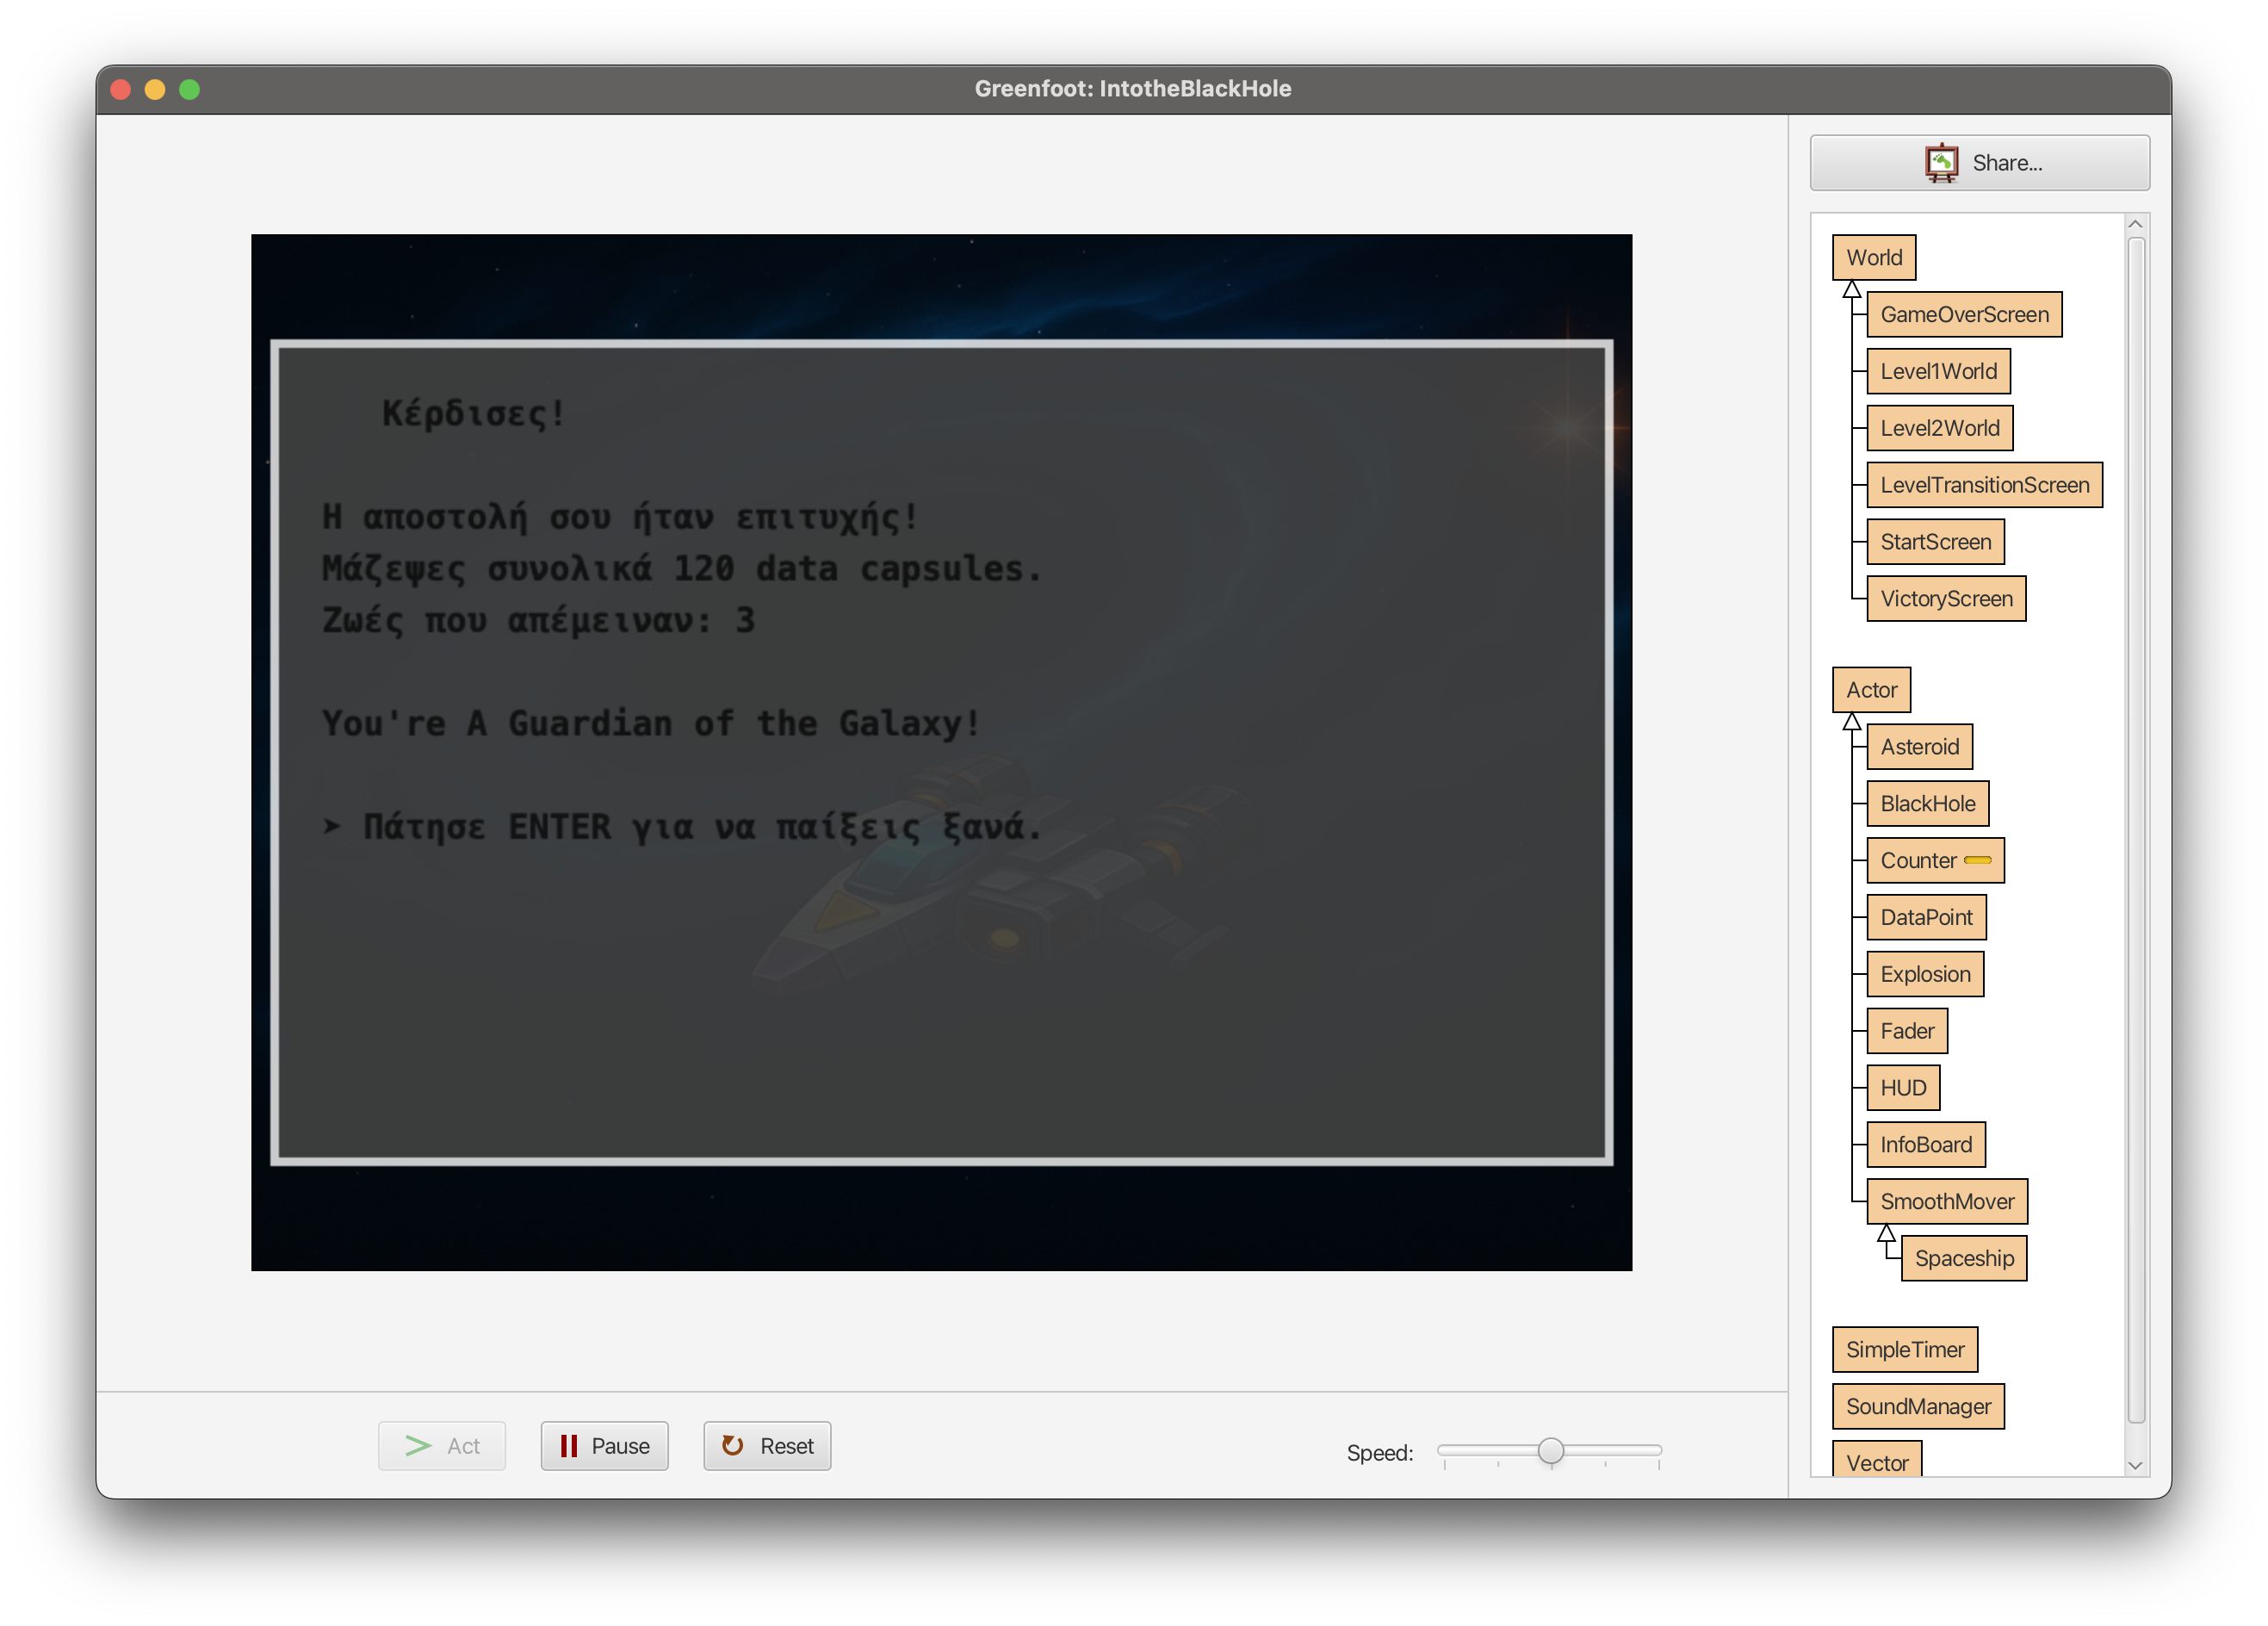 Greenfoot: IntotheBlackHole
Share...
Κέρδισες!
Η αποστολή σου ήταν επιτυχής!
Μάζεψες συνολικά 120 data capsules.
Ζωές που απέμειναν: 3
You're A Guardian of the Galaxy!
➤ Πάτησε ENTER για να παίξεις ξανά.
World
GameOverScreen
Level1World
Level2World
LevelTransitionScreen
StartScreen
VictoryScreen
Actor
Asteroid
BlackHole
Counter
DataPoint
Explosion
Fader
HUD
InfoBoard
SmoothMover
Spaceship
SimpleTimer
SoundManager
Vector
Act
Pause
Reset
Speed: